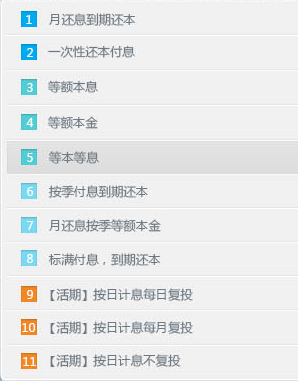 1 月还息到期还本
2 一次性还本付息
3 等额本息
4 等额本金
5 等本等息
6 按季付息到期还本
7 月还息按季等额本金
8 标满付息，到期还本
9 【活期】按日计息每日复投
10 【活期】按日计息每月复投
11 【活期】按日计息不复投